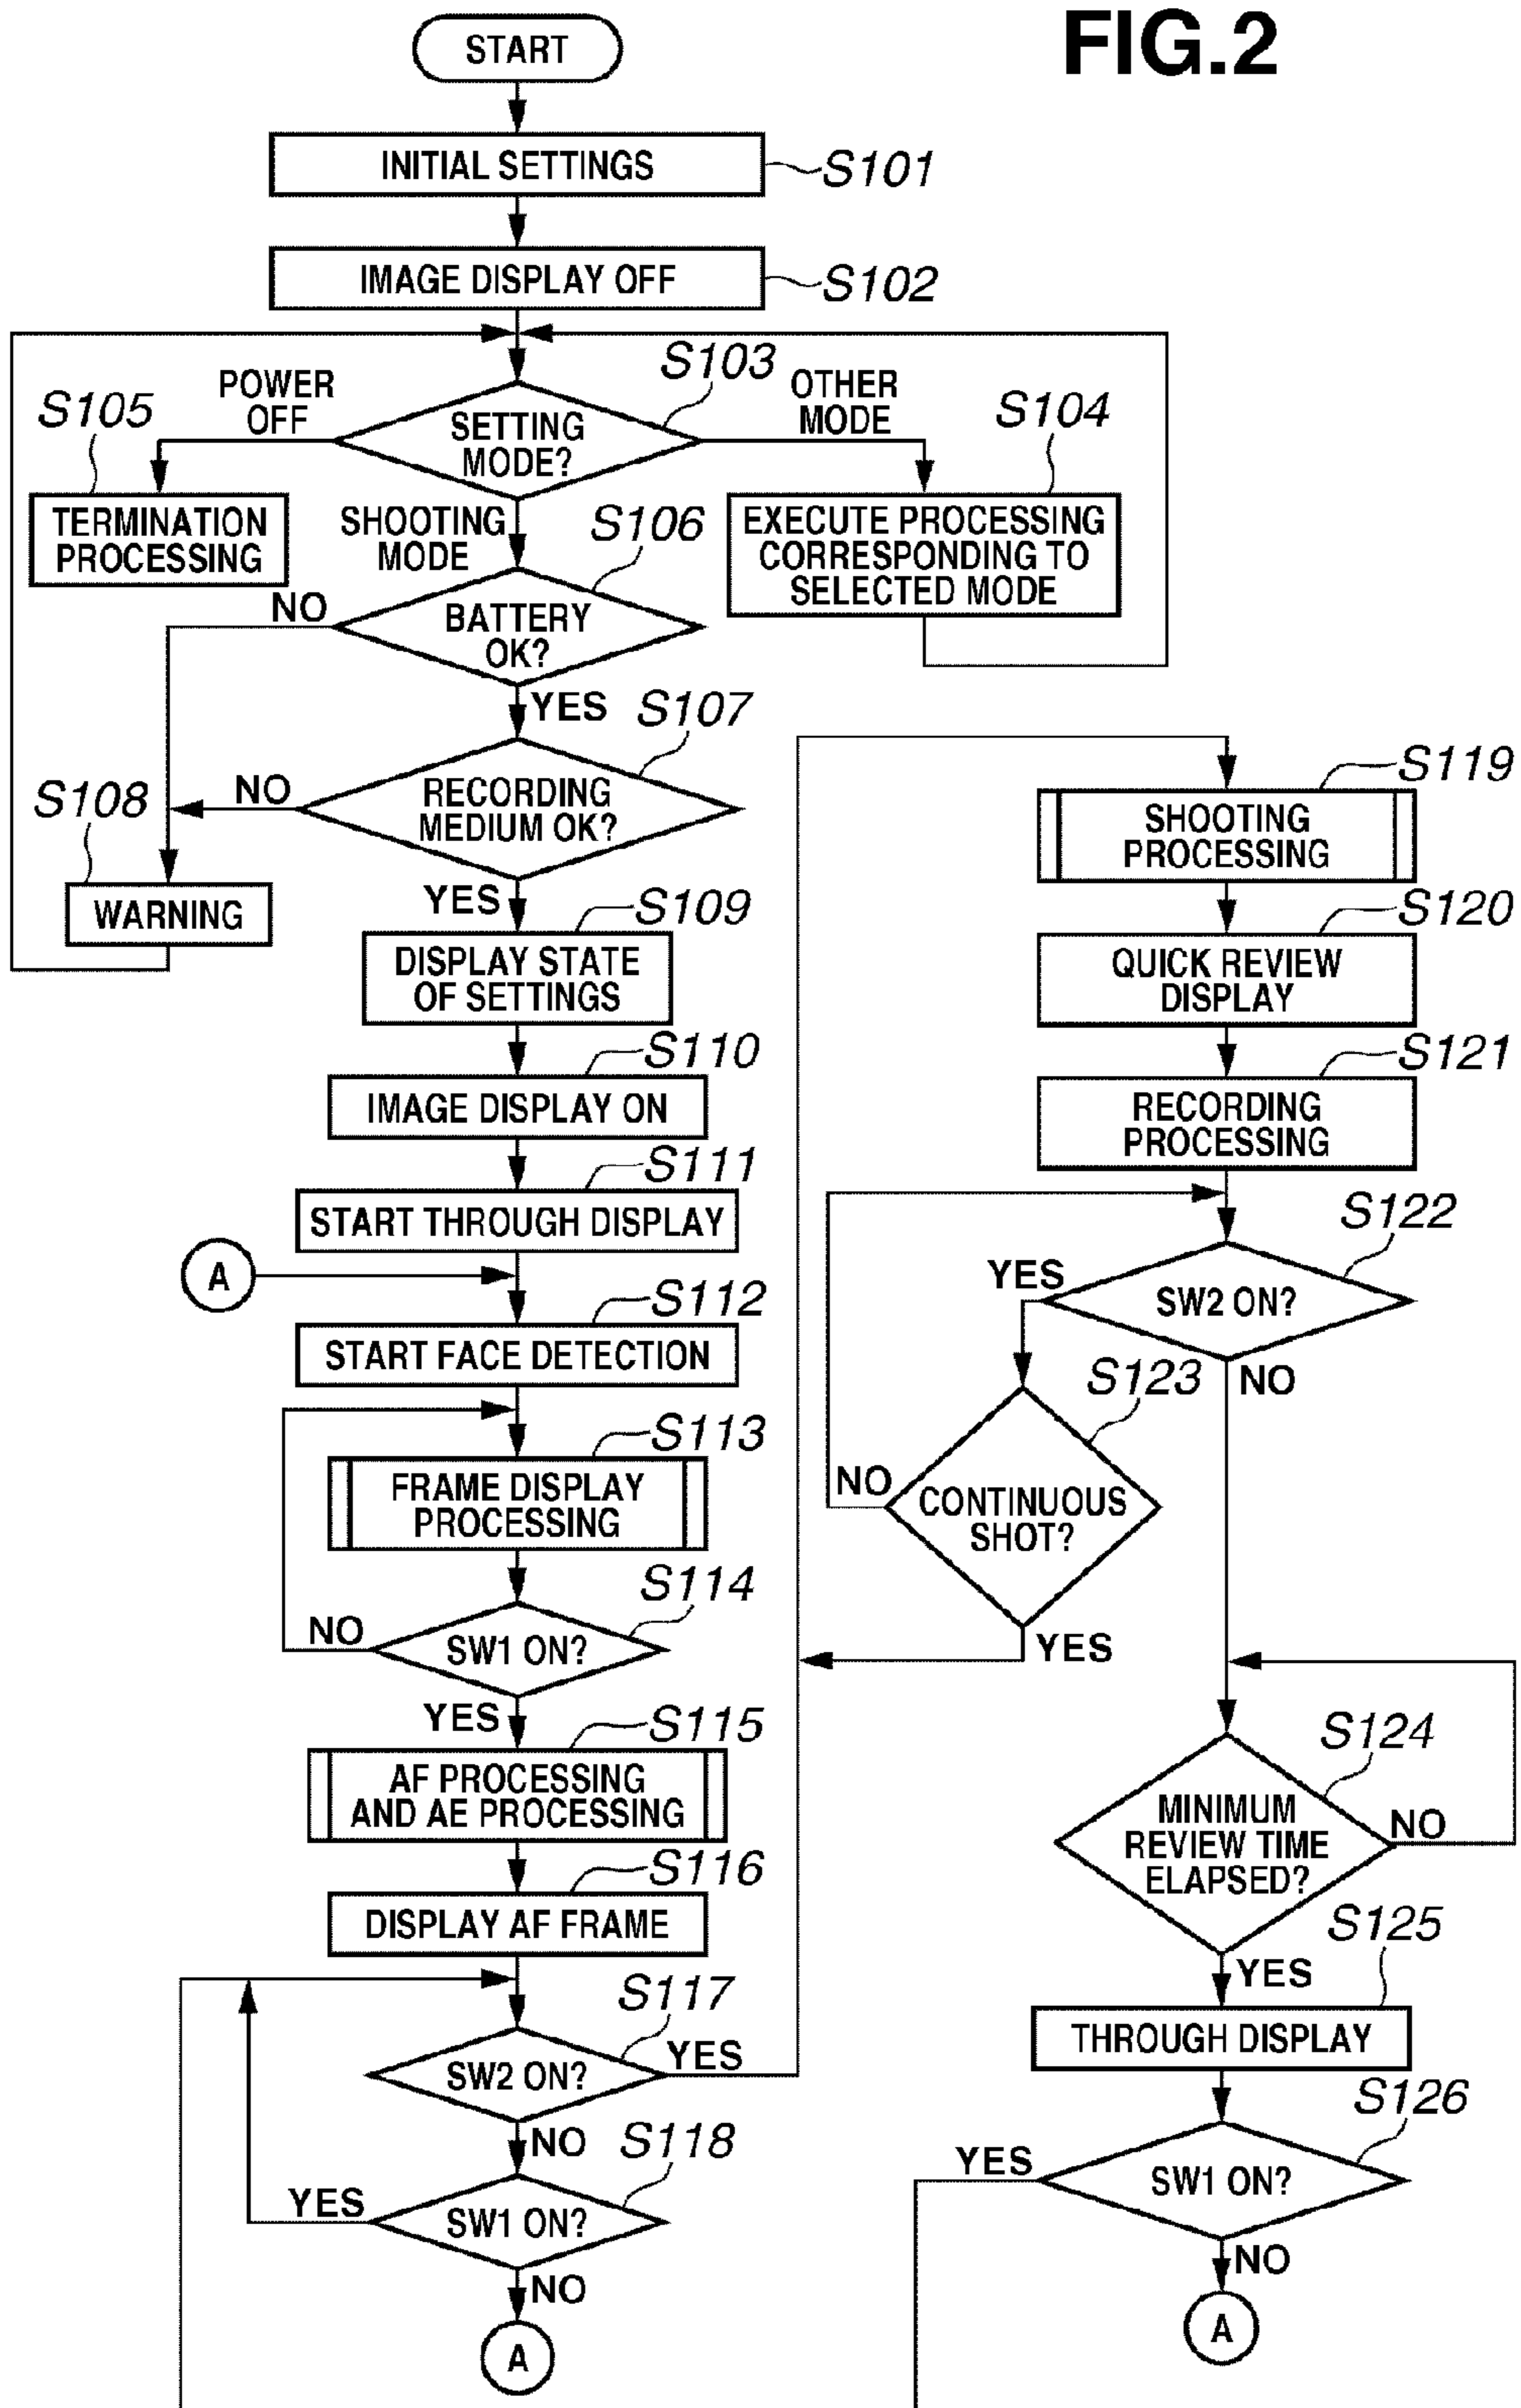 FIG.2
START
INITIAL SETTINGS
S101
IMAGE DISPLAY OFF
S102
S103
POWER
OFF
SETTING
MODE?
OTHER
MODE
S104
S105
TERMINATION
PROCESSING
SHOOTING
MODE
EXECUTE PROCESSING
CORRESPONDING TO
SELECTED MODE
S106
BATTERY
OK?
NO
YES
S107
RECORDING
MEDIUM OK?
NO
S108
WARNING
YES
S109
DISPLAY STATE
OF SETTINGS
S110
IMAGE DISPLAY ON
S111
START THROUGH DISPLAY
A
S112
START FACE DETECTION
S113
FRAME DISPLAY
PROCESSING
S114
SW1 ON?
NO
YES
S115
AF PROCESSING
AND AE PROCESSING
S116
DISPLAY AF FRAME
S117
SW2 ON?
YES
NO
S118
SW1 ON?
YES
NO
A
S119
SHOOTING
PROCESSING
S120
QUICK REVIEW
DISPLAY
S121
RECORDING
PROCESSING
S122
SW2 ON?
YES
NO
S123
CONTINUOUS
SHOT?
NO
YES
S124
MINIMUM
REVIEW TIME
ELAPSED?
NO
YES
S125
THROUGH DISPLAY
S126
SW1 ON?
YES
NO
A